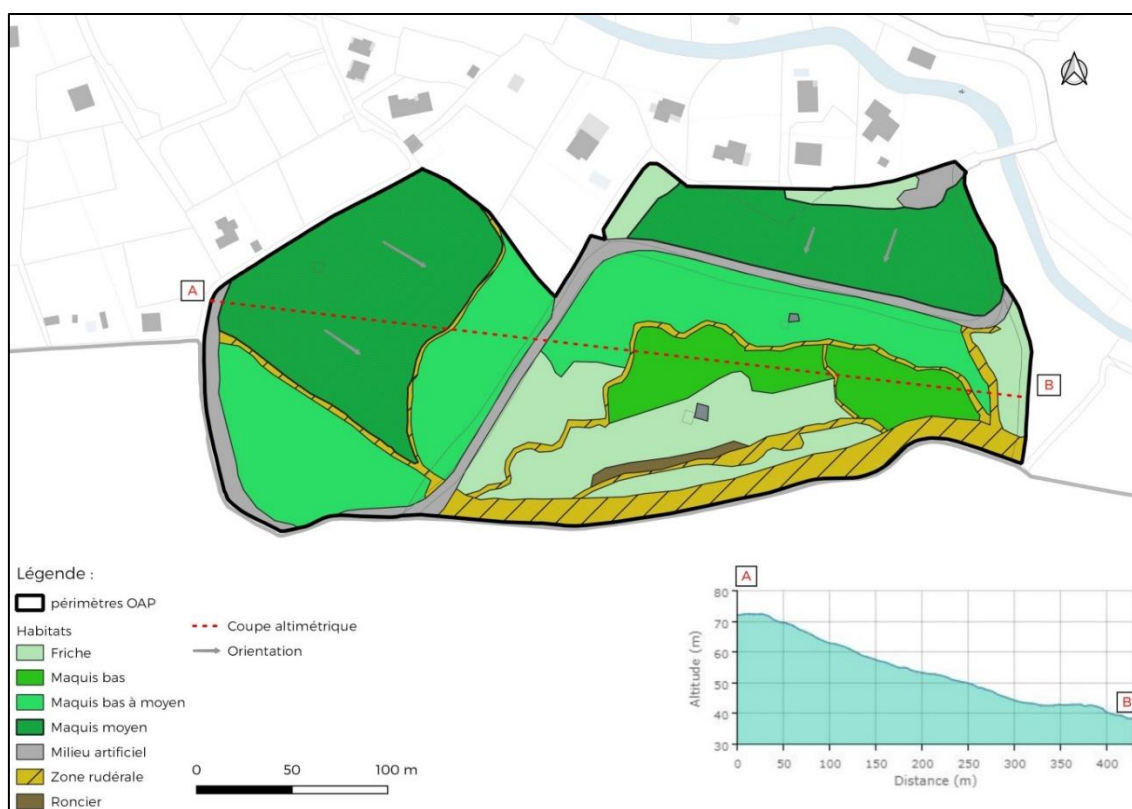 A
B
Légende :
périmètres OAP
Habitats
Friche
Maquis bas
Maquis bas à moyen
Maquis moyen
Milieu artificiel
Zone rudérale
Roncier
Coupe altimétrique
Orientation
0 50 100 m
A
B
Altitude (m)
80
70
60
50
40
30
0 50 100 150 200 250 300 350 400
Distance (m)